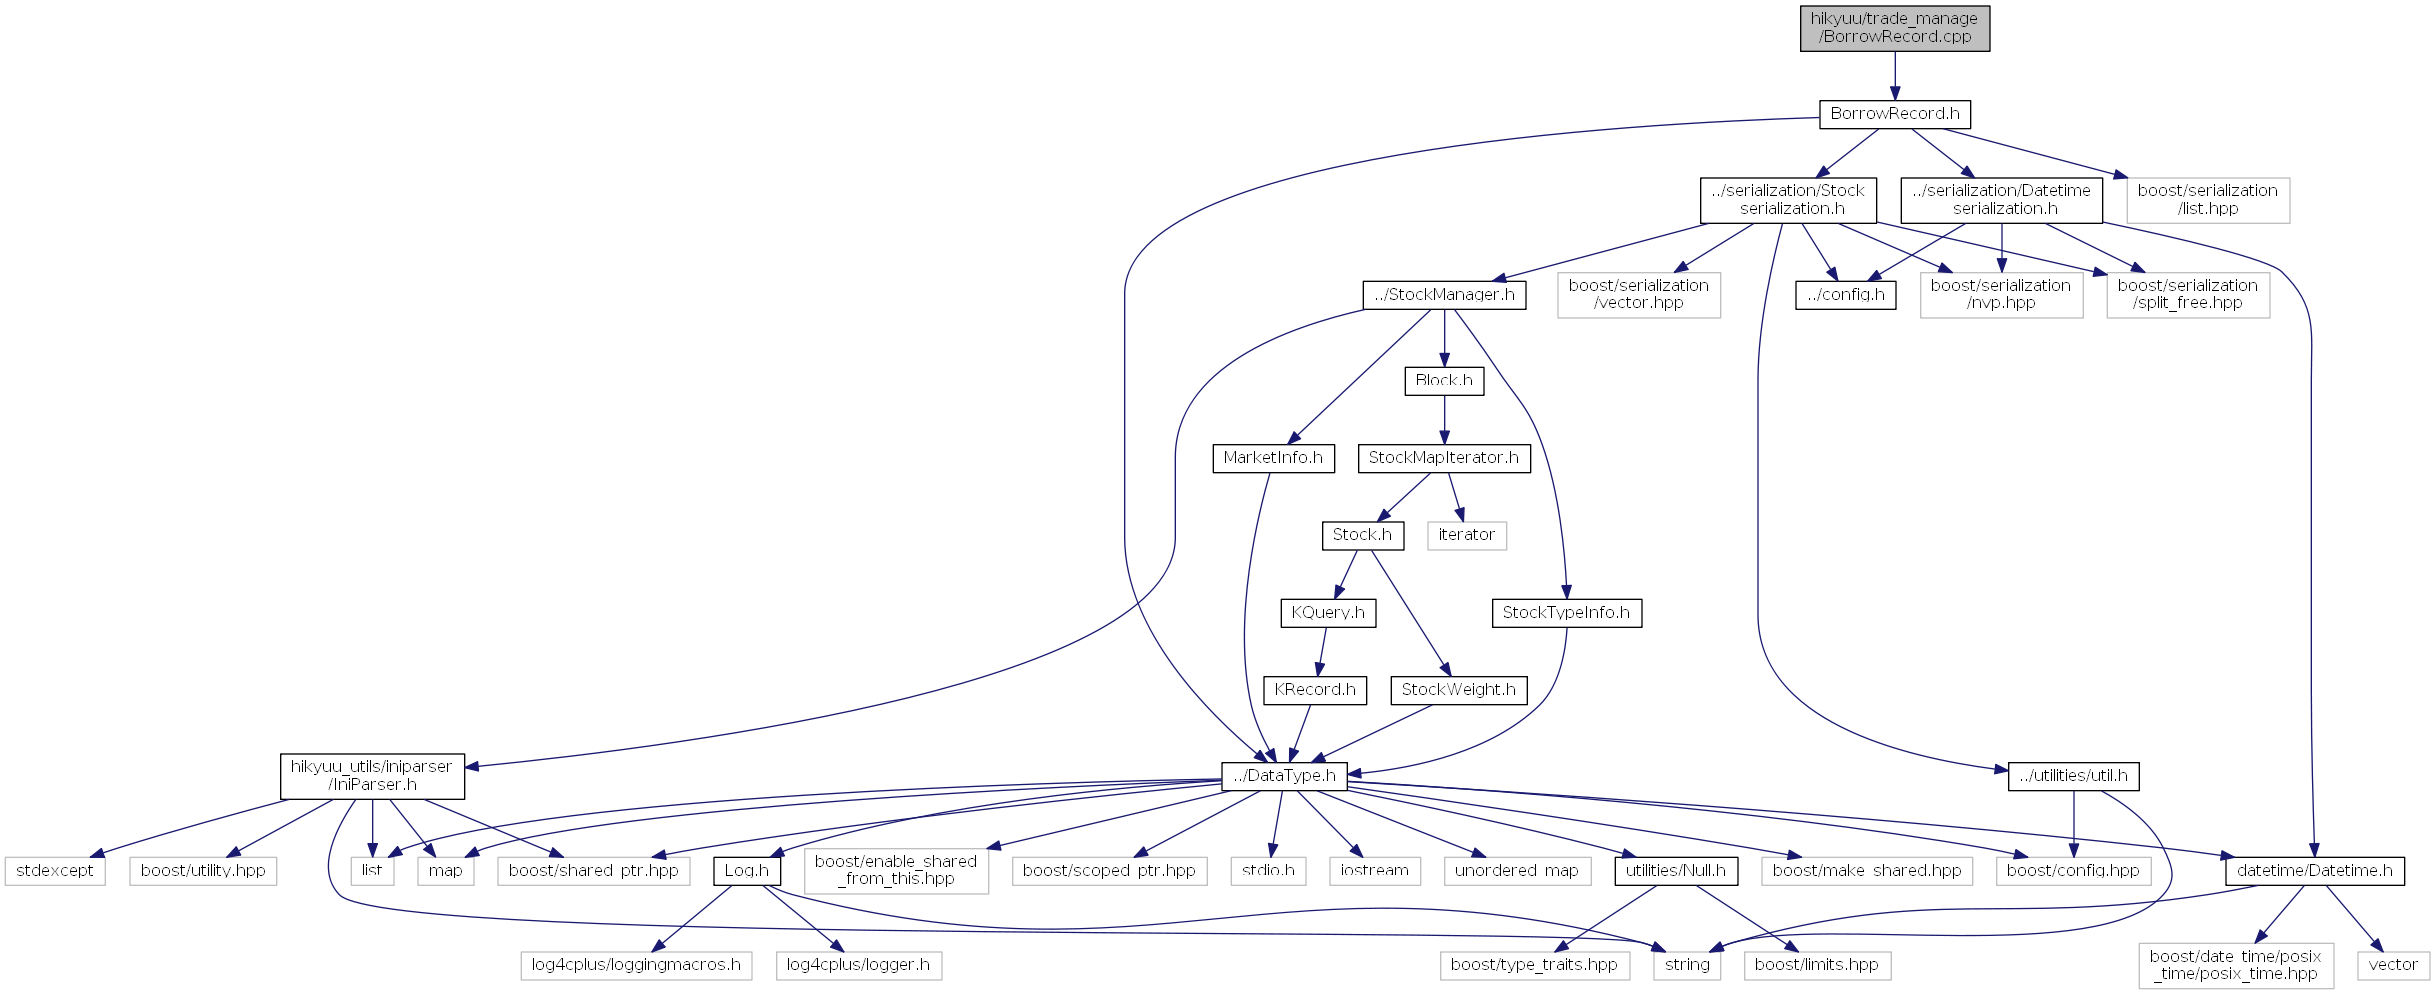 hikyuu/trade_manage
/BorrowRecord.cpp
BorrowRecord.h
../serialization/Stock
serialization.h
../serialization/Datetime
serialization.h
boost/serialization
/list.hpp
../StockManager.h
boost/serialization
/vector.hpp
../config.h
boost/serialization
/nvp.hpp
boost/serialization
/split_free.hpp
Block.h
MarketInfo.h
StockMapIterator.h
Stock.h
iterator
KQuery.h
StockTypeInfo.h
KRecord.h
StockWeight.h
hikyuu_utils/iniparser
/IniParser.h
../DataType.h
../utilities/util.h
stdexcept
boost/utility.hpp
list
map
boost/shared_ptr.hpp
Log.h
boost/enable_shared
_from_this.hpp
boost/scoped_ptr.hpp
stdio.h
iostream
unordered_map
utilities/Null.h
boost/make_shared.hpp
boost/config.hpp
datetime/Datetime.h
log4cplus/loggingmacros.h
log4cplus/logger.h
boost/type_traits.hpp
string
boost/limits.hpp
boost/date_time/posix
_time/posix_time.hpp
vector